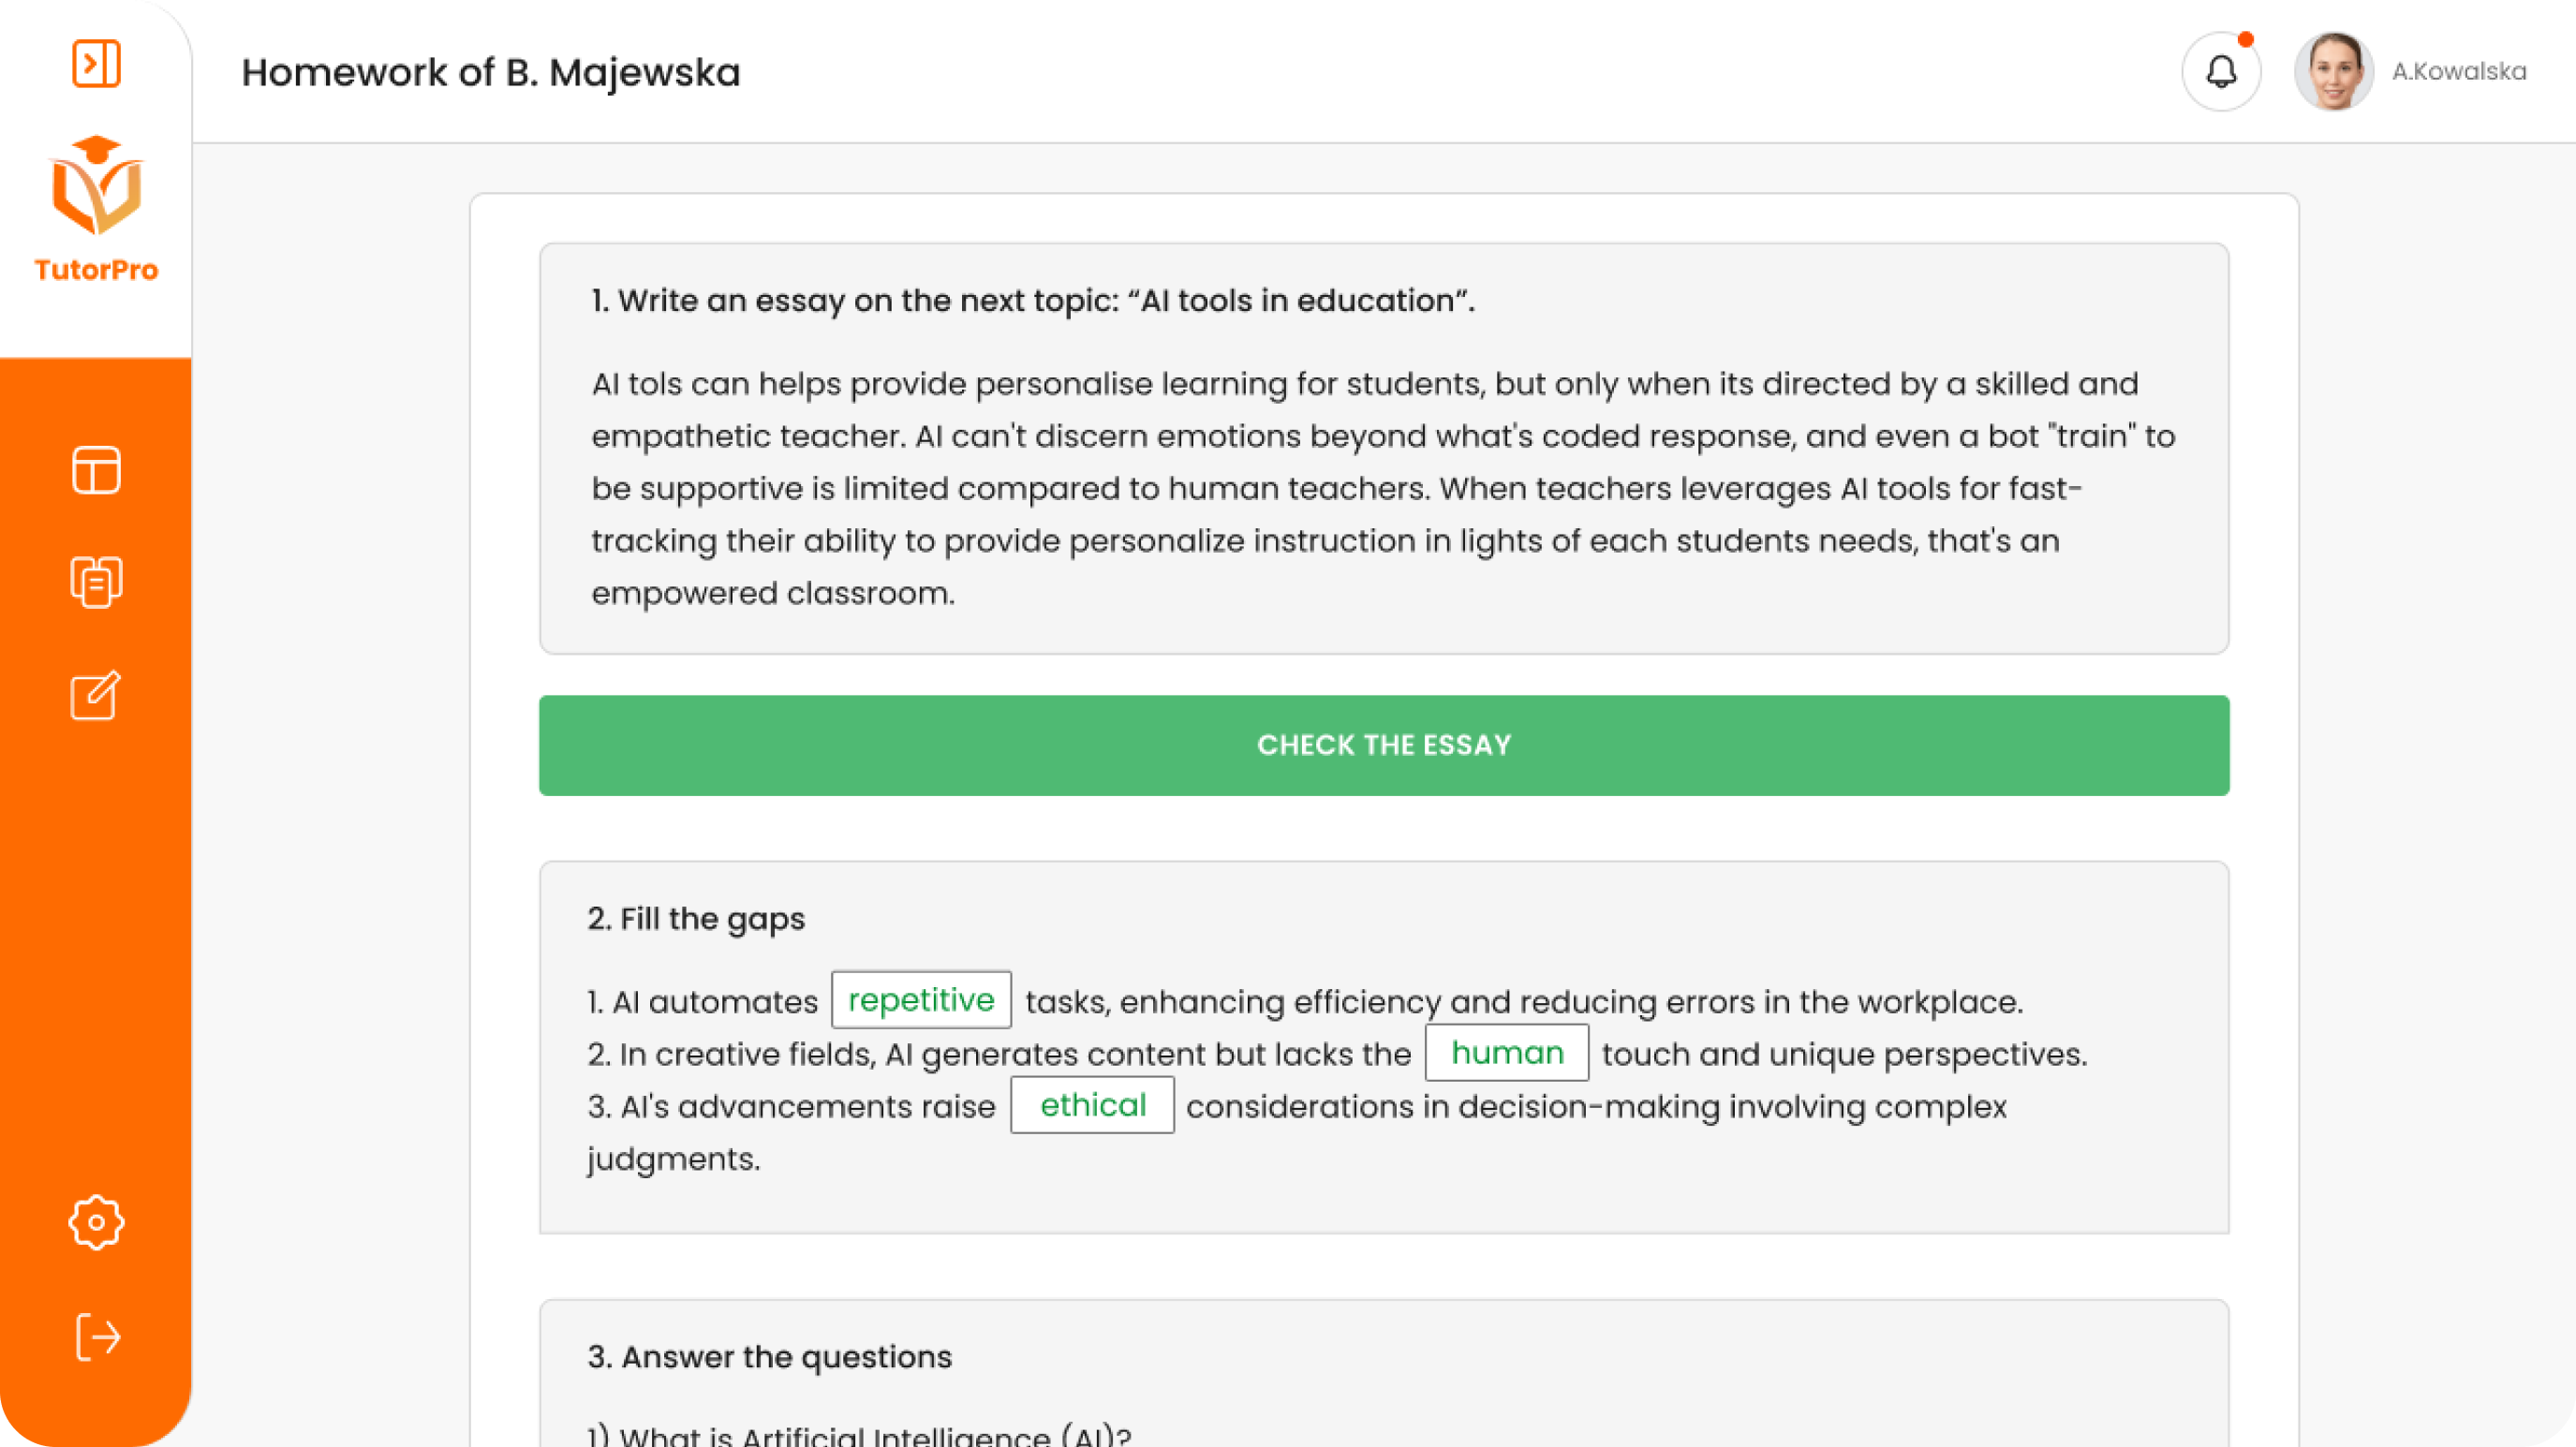 Homework of B. Majewska
A.Kowalska
TutorPro
1. Write an essay on the next topic: “AI tools in education”.
AI tols can helps provide personalise learning for students, but only when its directed by a skilled and
empathetic teacher. AI can't discern emotions beyond what's coded response, and even a bot "train" to
be supportive is limited compared to human teachers. When teachers leverages AI tools for fast-
tracking their ability to provide personalize instruction in lights of each students needs, that's an
empowered classroom.
CHECK THE ESSAY
2. Fill the gaps
1. AI automates repetitive tasks, enhancing efficiency and reducing errors in the workplace.
2. In creative fields, AI generates content but lacks the human touch and unique perspectives.
3. AI's advancements raise ethical considerations in decision-making involving complex
judgments.
3. Answer the questions
1) What is Artificial Intelligence (AI)?